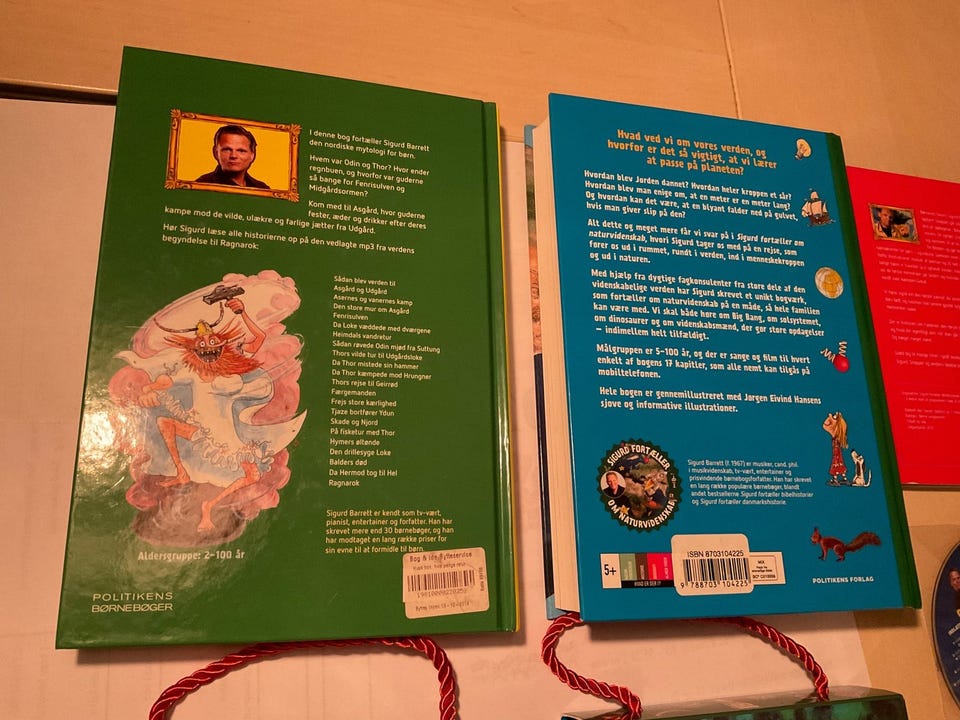 I denne bog fortæller Sigurd Barrett
den nordiske mytologi for børn.
Hvem var Odin og Thor? Hvor ender
regnbuen, og hvorfor var guderne
så bange for Fenrisulven og
Midgårdsormen?
Kom med til Asgård, hvor guderne
fester, æder og drikker efter deres
kampe mod de vilde, ulækre og farlige jætter fra Udgård.
Hør Sigurd læse alle historierne op på den vedlagte mp3 fra verdens
begyndelse til Ragnarok:
Sådan blev verden til
Asgård og Udgård
Asernes og vanernes kamp
Den store mur om Asgård
Fenrisulven
Da Loke væddede med dværgene
Heimdals vandretur
Sådan røvede Odin mjød fra Suttung
Thors vilde tur til Udgårdsloke
Da Thor mistede sin hammer
Da Thor kæmpede mod Hrungner
Thors rejse til Geirrød
Færgemanden
Frejs store kærlighed
Tjaze bortfører Ydun
Skade og Njord
På fisketur med Thor
Hymers øltønde
Den drillesyge Loke
Balders død
Da Hermod tog til Hel
Ragnarok
Sigurd Barrett er kendt som tv-vært,
pianist, entertainer og forfatter. Han har
skrevet mere end 30 børnebøger, og han
har modtaget en lang række priser for
sin evne til at formidle til børn.
Aldersgruppe: 2-100 år
Bog & idé Bytteservice
POLITIKENS
BØRNEBØGER
Hvad ved vi om vores verden, og
hvorfor er det så vigtigt, at vi lærer
at passe på planeten?
Hvordan blev Jorden dannet? Hvordan heler kroppen et sår?
Hvordan blev man enige om, at en meter er en meter lang?
Og hvordan kan det være, at en blyant falder ned på gulvet,
hvis man giver slip på den?
Alt dette og meget mere får vi svar på i Sigurd fortæller om
naturvidenskab, hvori Sigurd tager os med på en rejse, som
fører os ud i rummet, rundt i verden, ind i menneskekroppen
og ud i naturen.
Med hjælp fra dygtige fagkonsulenter fra store dele af den
videnskabelige verden har Sigurd skrevet et unikt bogværk,
som fortæller om naturvidenskab på en måde, så hele familien
kan være med. Vi skal både høre om Big Bang, om solsystemet,
om dinosaurer og om videnskabsmænd, der gør store opdagelser
– indimellem helt tilfældigt.
Målgruppen er 5-100 år, og der er sange og film til hvert
enkelt af bogens 17 kapitler, som alle nemt kan tilgås på
mobiltelefonen.
Hele bogen er gennemillustreret med Jørgen Eivind Hansens
sjove og informative illustrationer.
SIGURD FORTÆLLER
OM NATURVIDENSKAB
Sigurd Barrett (f. 1967) er musiker, cand. phil.
i musikvidenskab, tv-vært, entertainer og
prisvindende børnebogsforfatter. Han har skrevet
en lang række populære børnebøger, blandt
andet bestsellerne Sigurd fortæller bibelhistorier
og Sigurd fortæller danmarkshistorie.
5+
ISBN 8703104225
9 788703 104225
MIX
POLITIKENS FORLAG